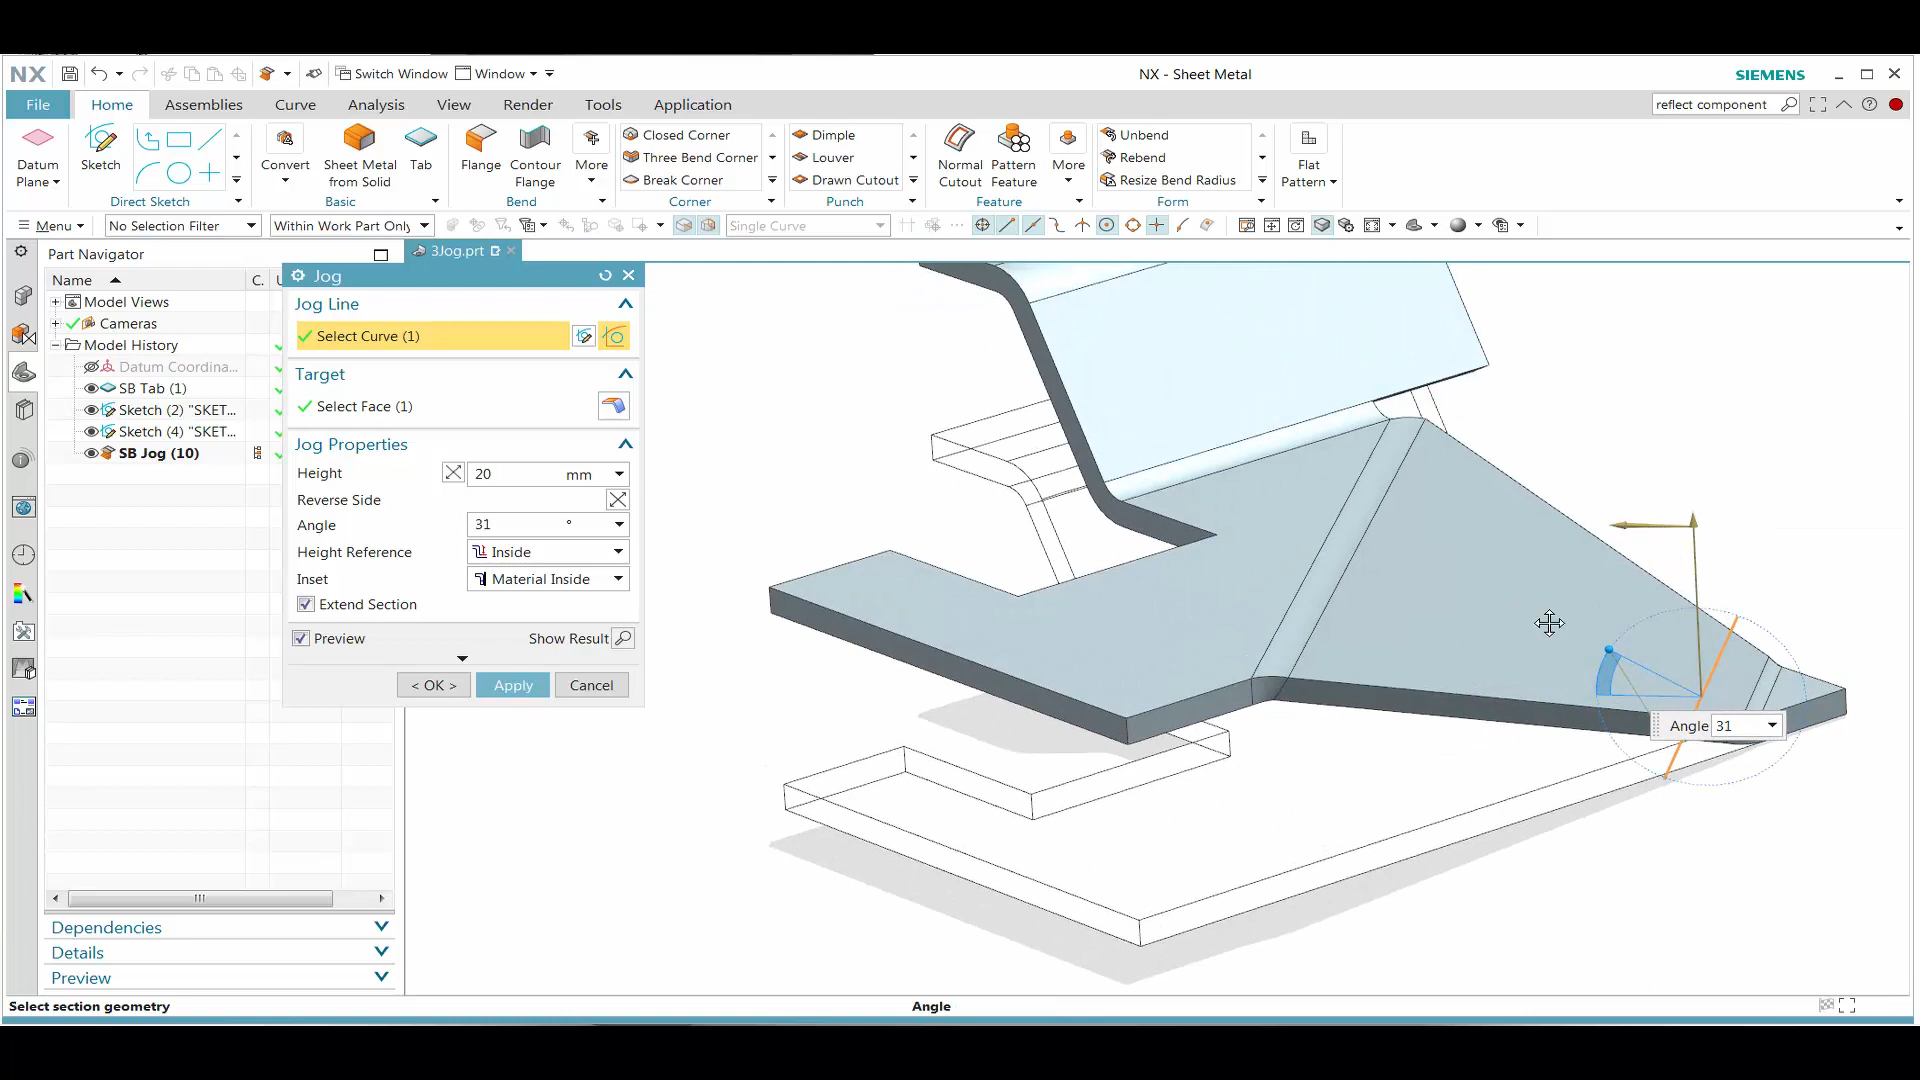 NX
Switch Window
Window
NX - Sheet Metal
SIEMENS
File
Home
Assemblies
Curve
Analysis
View
Render
Tools
Application
reflect component
Datum
Plane
Sketch
Direct Sketch
Convert
Sheet Metal
from Solid
Tab
Basic
Flange
Contour
Flange
More
Bend
Closed Corner
Three Bend Corner
Break Corner
Corner
Dimple
Louver
Drawn Cutout
Punch
Normal
Cutout
Pattern
Feature
More
Feature
Unbend
Rebend
Resize Bend Radius
Form
Flat
Pattern
Menu
No Selection Filter
Within Work Part Only
Single Curve
Part Navigator
3Jog.prt
Name
C.
Model Views
Cameras
Model History
Datum Coordina...
SB Tab (1)
Sketch (2) "SKET...
Sketch (4) "SKET...
SB Jog (10)
Jog
Jog Line
Select Curve (1)
Target
Select Face (1)
Jog Properties
Height
20 mm
Reverse Side
Angle
31 °
Height Reference
Inside
Inset
Material Inside
Extend Section
Preview
Show Result
< OK >
Apply
Cancel
Angle 31
Dependencies
Details
Preview
Select section geometry
Angle